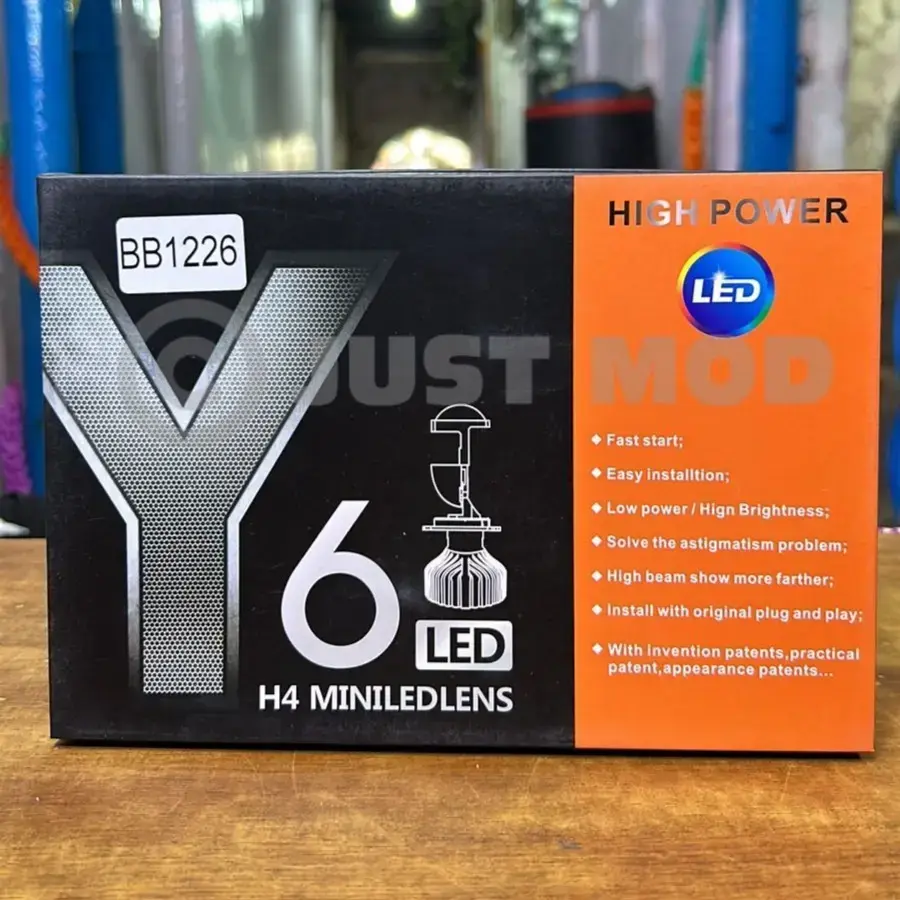 BB1226
Y
6
LED
H4 MINILEDLENS
HIGH POWER
LED
JUST MOD
◆ Fast start;
◆ Easy installtion;
◆ Low power / Hign Brightness;
◆ Solve the astigmatism problem;
◆ High beam show more farther;
◆ Install with original plug and play;
◆ With Invention patents,practical
patent,appearance patents...